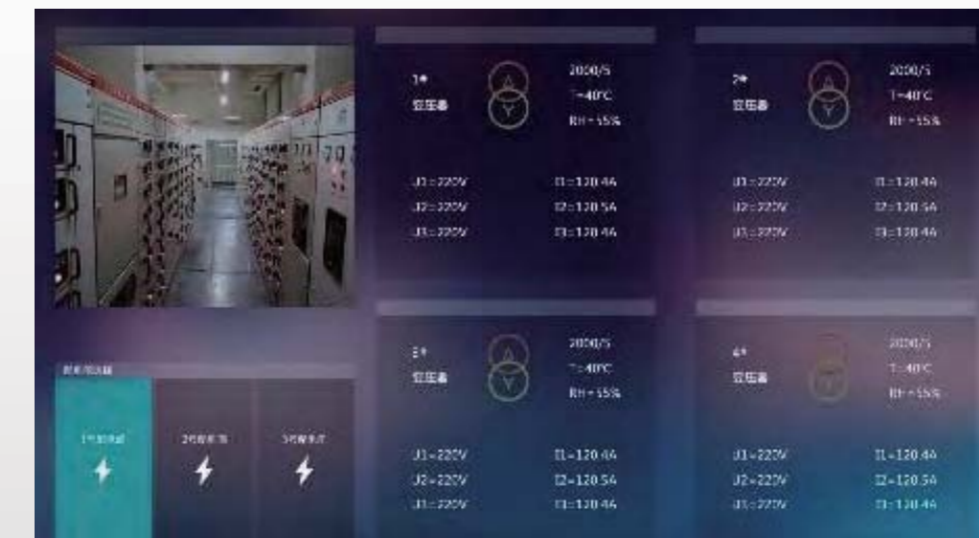 1#
变压器
2000/5
T=40℃
RH=55%
U1=220V
I1=120.4A
U2=220V
I2=120.5A
U3=220V
I3=120.4A
2#
变压器
2000/5
T=40℃
RH=55%
U1=220V
I1=120.4A
U2=220V
I2=120.5A
U3=220V
I3=120.4A
3#
变压器
2000/5
T=40℃
RH=55%
U1=220V
I1=120.4A
U2=220V
I2=120.5A
U3=220V
I3=120.4A
4#
变压器
2000/5
T=40℃
RH=55%
U1=220V
I1=120.4A
U2=220V
I2=120.5A
U3=220V
I3=120.4A